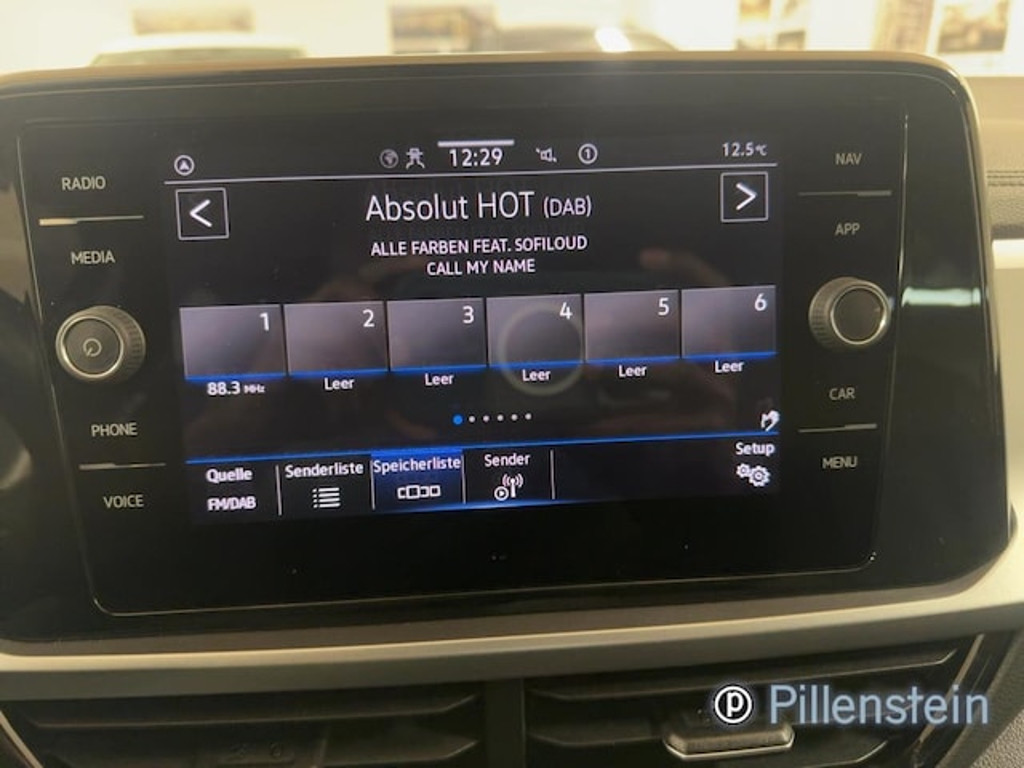 RADIO
MEDIA
PHONE
VOICE
12:29
1
12.5°C
<
Absolut HOT (DAB)
>
ALLE FARBEN FEAT. SOFILOUD
CALL MY NAME
1 2 3 4 5 6
88.3 MHz Leer Leer Leer Leer Leer
Quelle
FM/DAB
Senderliste
Speicherliste
Sender
Setup
NAV
APP
CAR
MENU
P Pillenstein